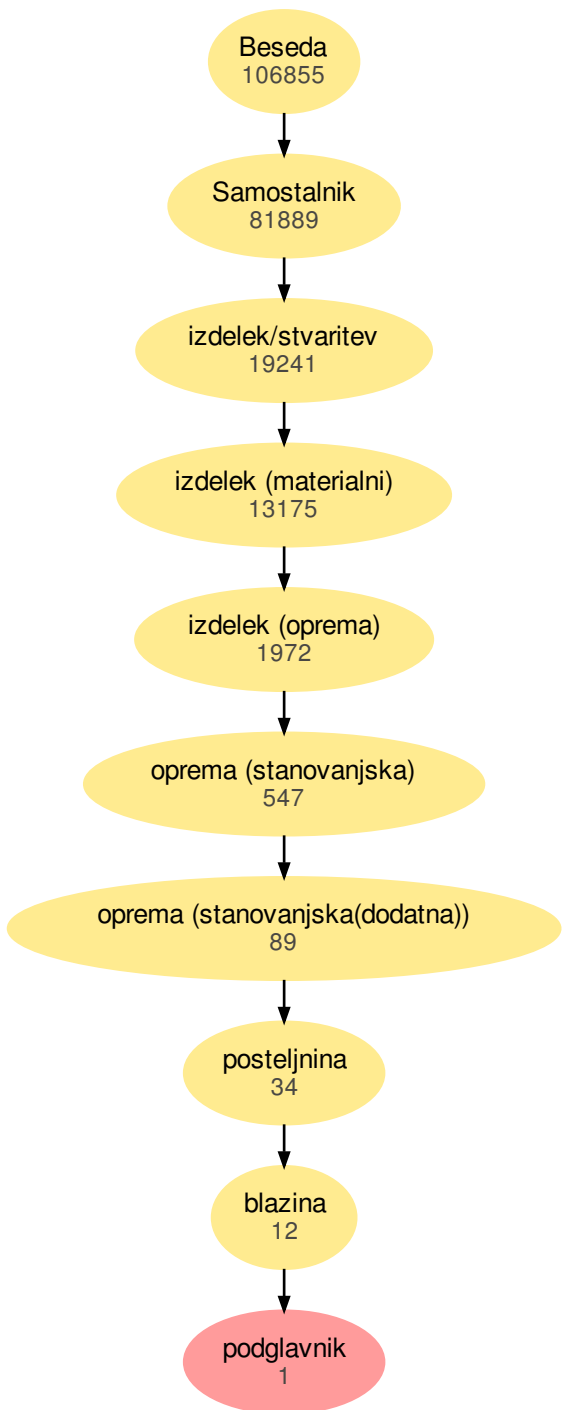 Beseda
106855
Samostalnik
81889
izdelek/stvaritev
19241
izdelek (materialni)
13175
izdelek (oprema)
1972
oprema (stanovanjska)
547
oprema (stanovanjska(dodatna))
89
posteljnina
34
blazina
12
podglavnik
1